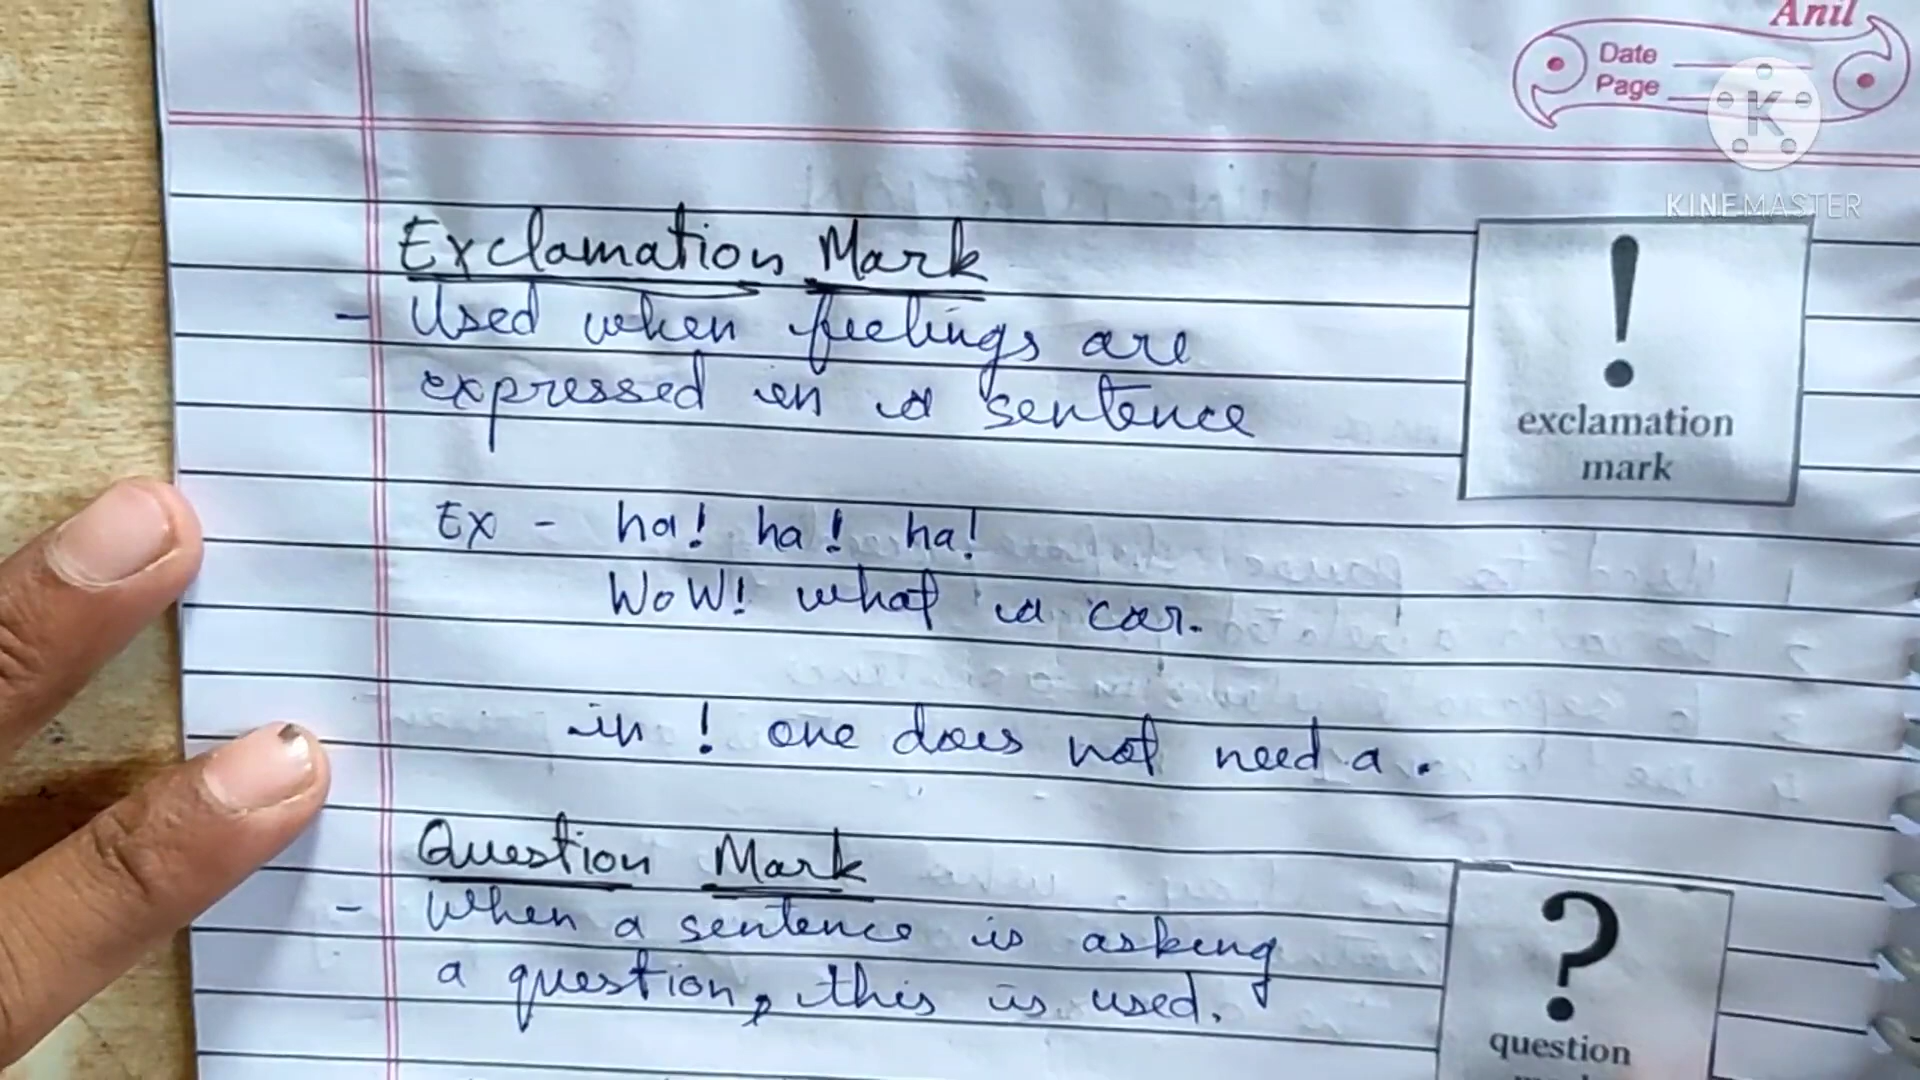 Anil
Date
Page
K
KINEMASTER
Exclamation Mark
- Used when feelings are
expressed in a sentence
!
exclamation
mark
Ex - ha! ha! ha!
WoW! what a car.
in ! one does not need a .
Question Mark
- When a sentence is asking
a question, this is used.
?
question